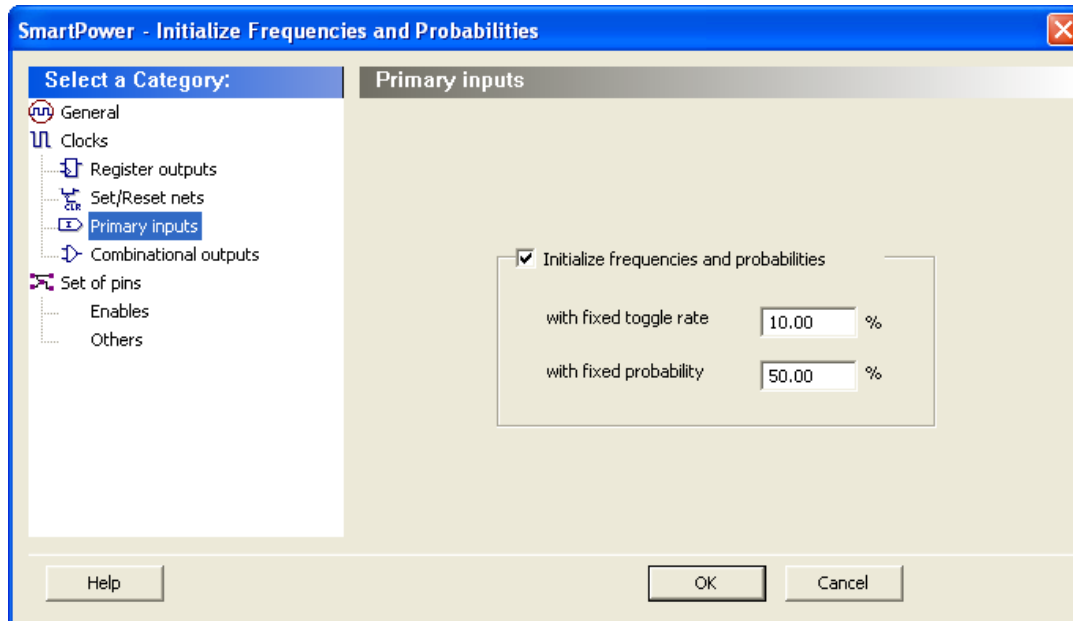 SmartPower - Initialize Frequencies and Probabilities
Select a Category:
General
Clocks
Register outputs
Set/Reset nets
CLR
I
Primary inputs
Combinational outputs
Set of pins
Enables
Others
Primary inputs
Initialize frequencies and probabilities
with fixed toggle rate 10.00 %
with fixed probability 50.00 %
Help OK Cancel